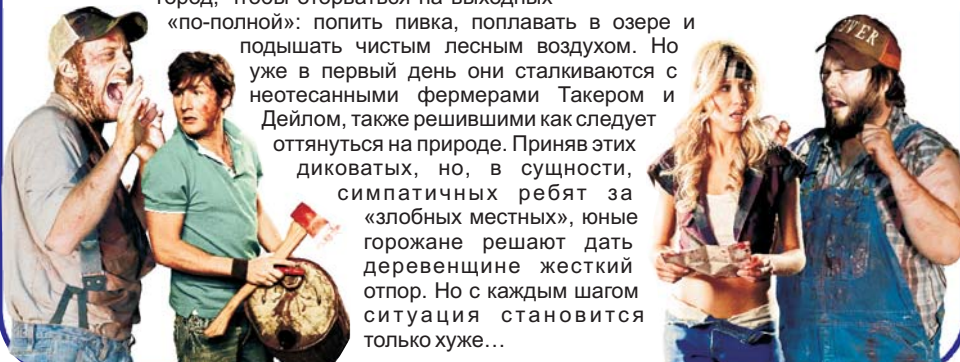 город, чтобы оторваться на выходных
«по-полной»: попить пивка, поплавать в озере и
подышать чистым лесным воздухом. Но
уже в первый день они сталкиваются с
неотесанными фермерами Такером и
Дейлом, также решившими как следует
оттянуться на природе. Приняв этих
диковатых, но, в сущности,
симпатичных ребят за
«злобных местных», юные
горожане решают дать
деревенщине жесткий
отпор. Но с каждым шагом
ситуация становится
только хуже…